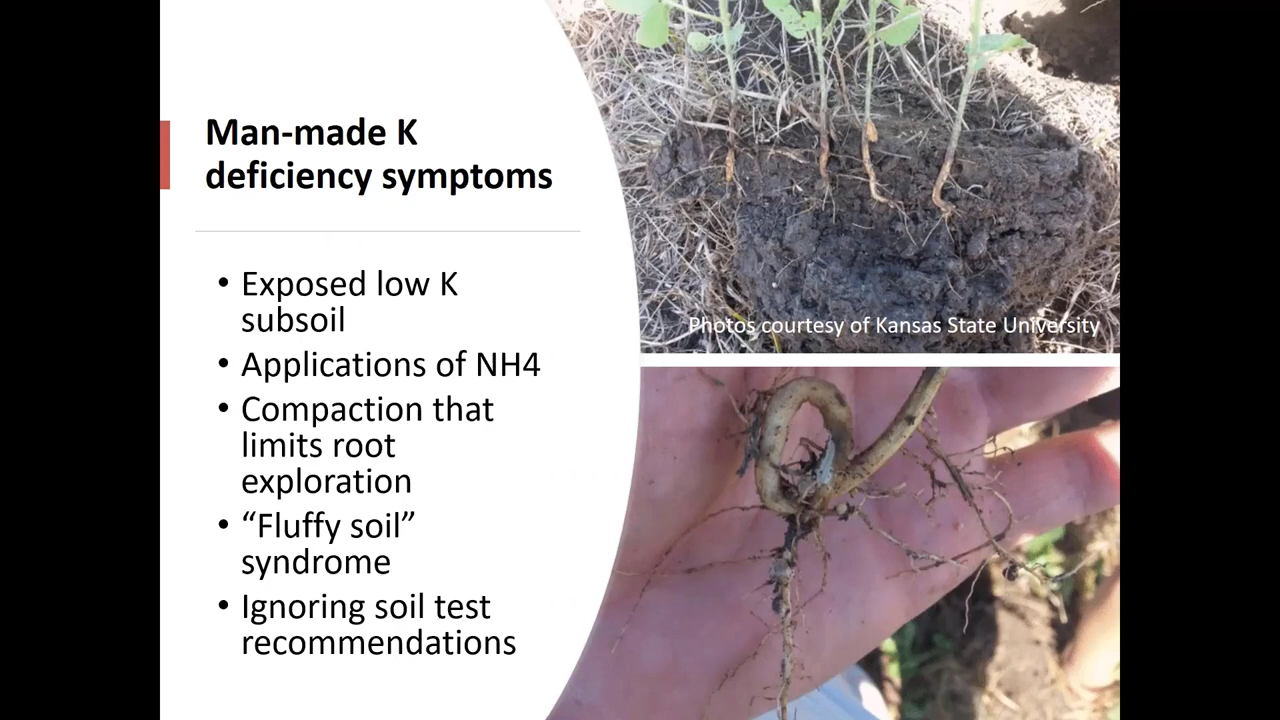 Man-made K
deficiency symptoms
• Exposed low K
subsoil
• Applications of NH4
• Compaction that
limits root
exploration
• “Fluffy soil”
syndrome
• Ignoring soil test
recommendations
Photos courtesy of Kansas State University